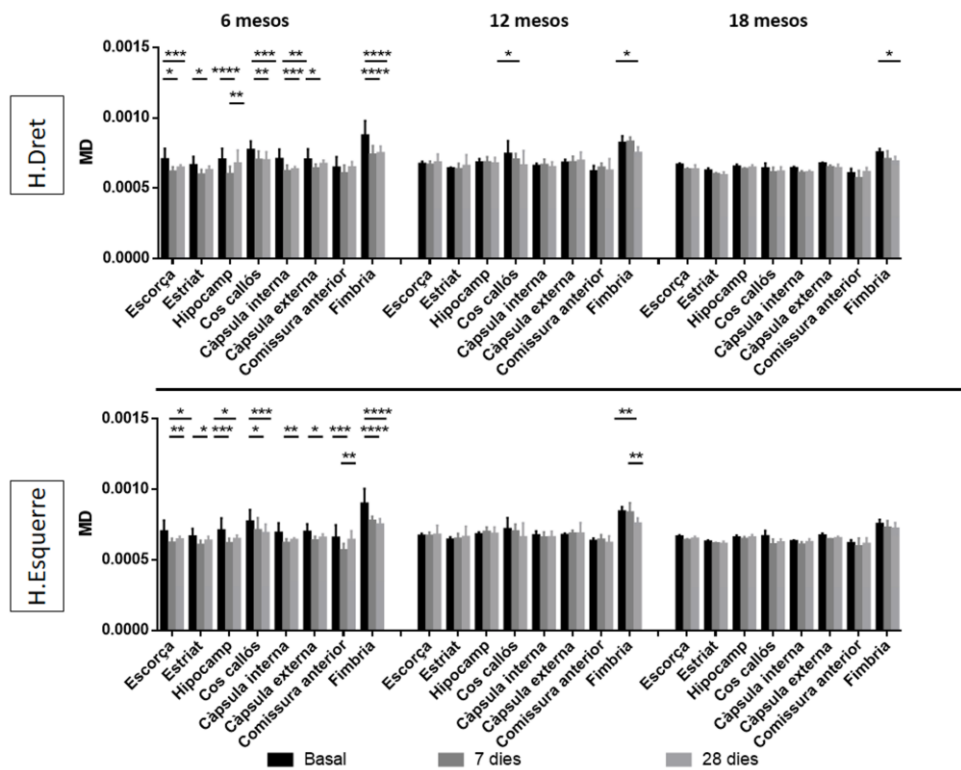 6 mesos 12 mesos 18 mesos
H.Dret
MD
0.0015
0.0010
0.0005
0.0000
*** * * **** ** *** ** ** *** * **** ****
* *
*
Escorça Estriat Hipocamp Cos callós Càpsula interna Càpsula externa Comissura anterior Fimbria
Escorça Estriat Hipocamp Cos callós Càpsula interna Càpsula externa Comissura anterior Fimbria
Escorça Estriat Hipocamp Cos callós Càpsula interna Càpsula externa Comissura anterior Fimbria
H.Esquerre
MD
0.0015
0.0010
0.0005
0.0000
* ** * * *** *** * ** * *** ** **** ****
** **
Escorça Estriat Hipocamp Cos callós Càpsula interna Càpsula externa Comissura anterior Fimbria
Escorça Estriat Hipocamp Cos callós Càpsula interna Càpsula externa Comissura anterior Fimbria
Escorça Estriat Hipocamp Cos callós Càpsula interna Càpsula externa Comissura anterior Fimbria
Basal 7 dies 28 dies